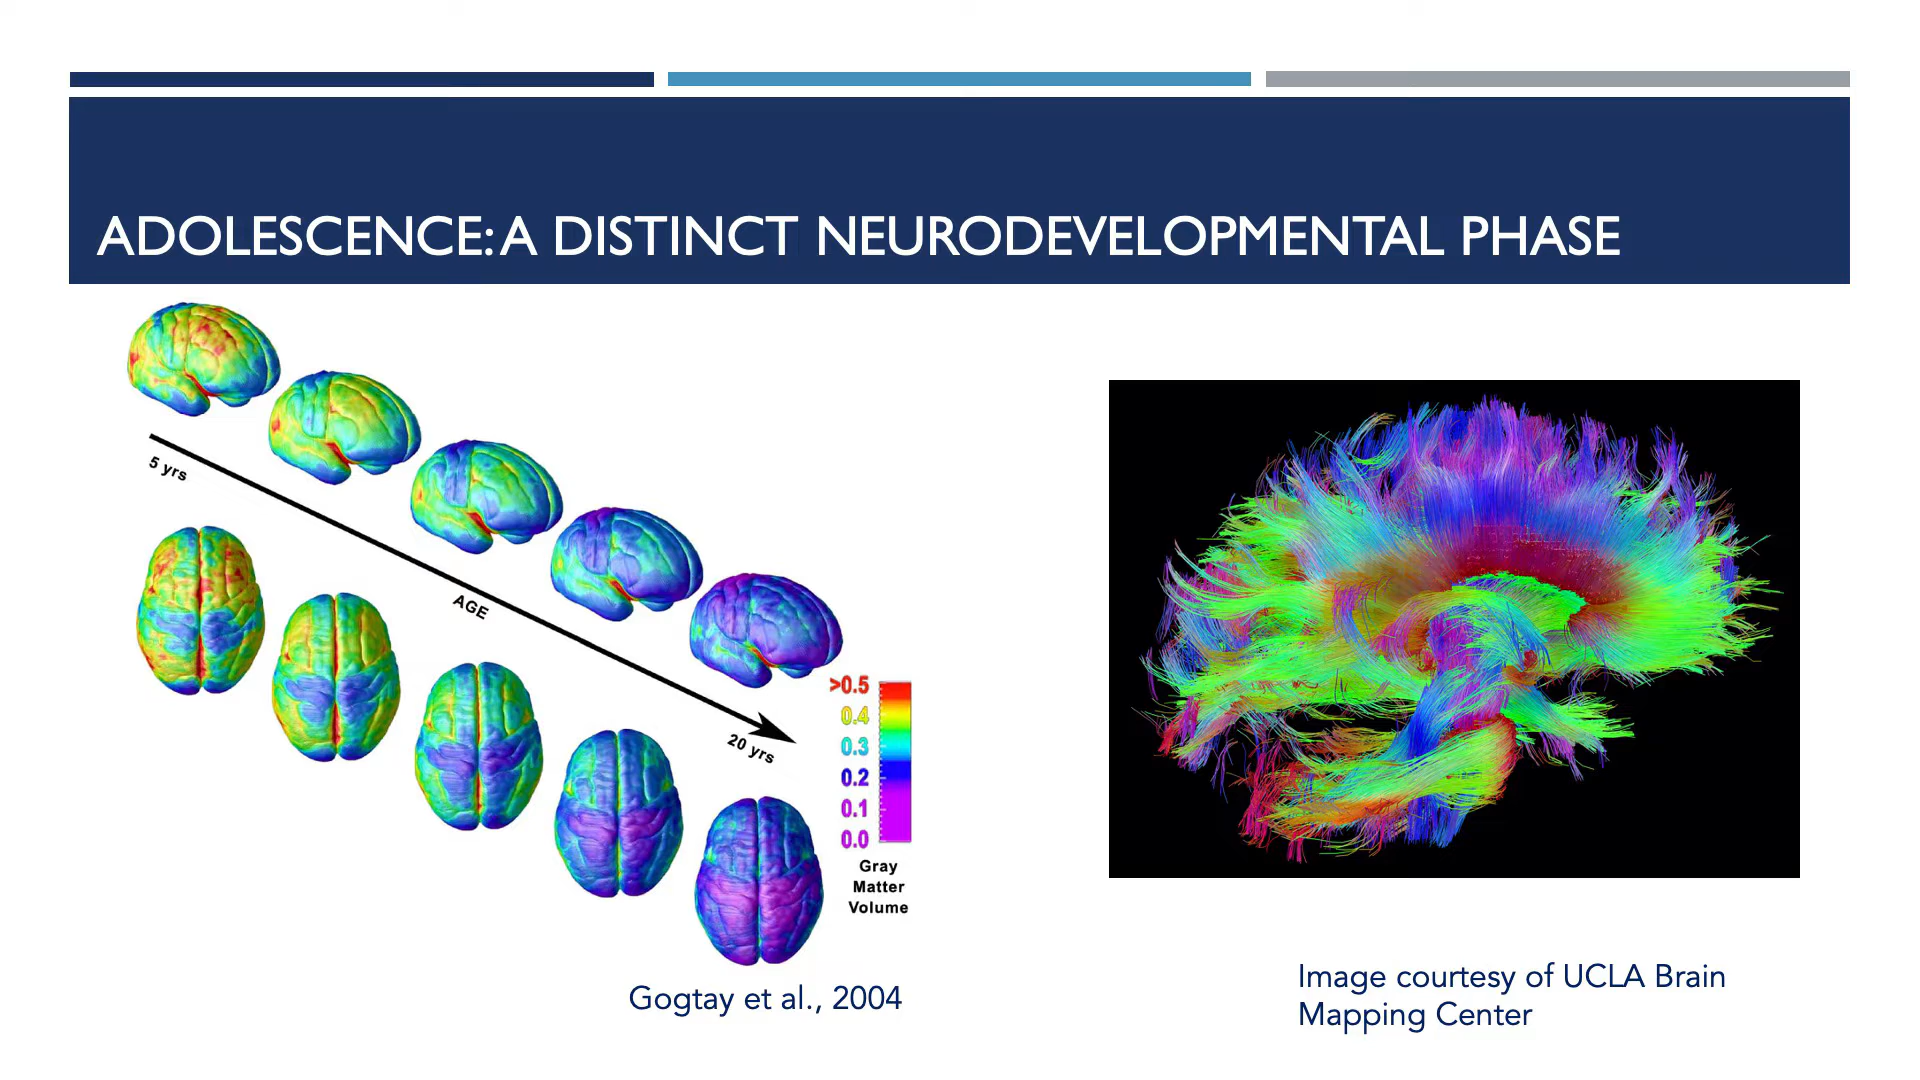 ADOLESCENCE: A DISTINCT NEURODEVELOPMENTAL PHASE
5 yrs
AGE
20 yrs
>0.5
0.4
0.3
0.2
0.1
0.0
Gray
Matter
Volume
Gogtay et al., 2004
Image courtesy of UCLA Brain
Mapping Center